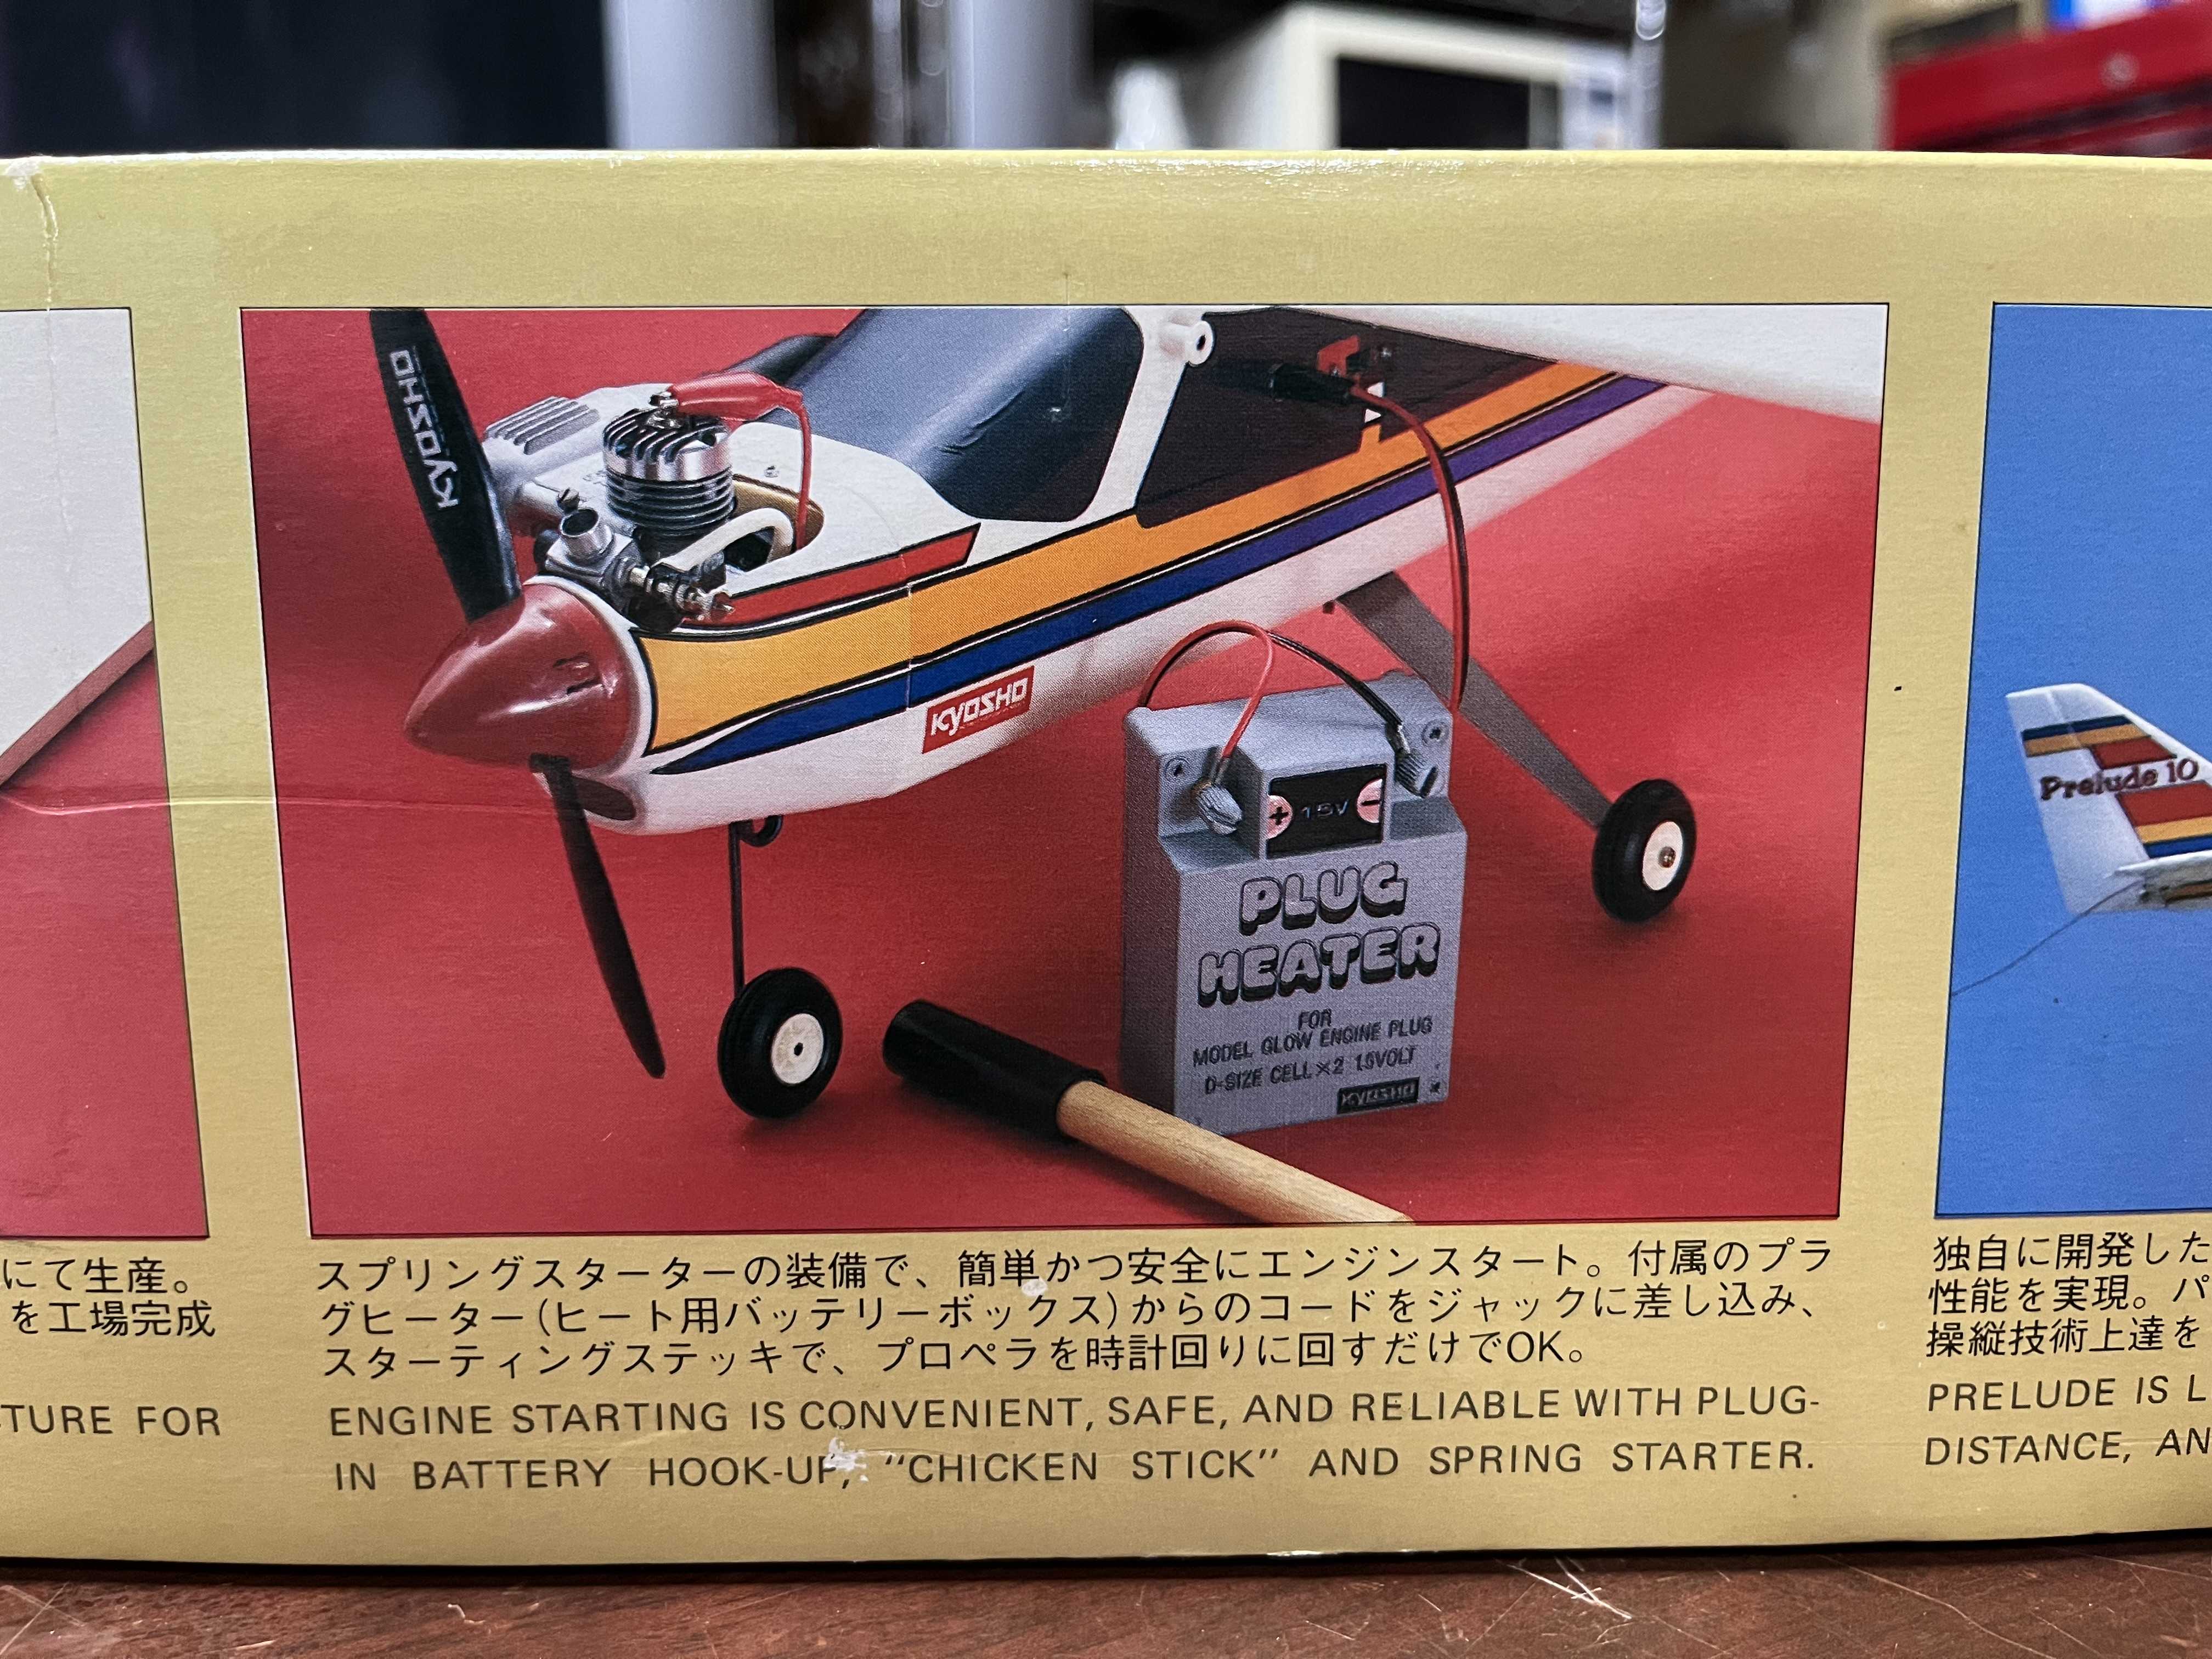 KYOSHO
KYOSHO
+ 1.5V −
PLUG
HEATER
FOR
MODEL GLOW ENGINE PLUG
D-SIZE CELL×2 1.5VOLT
KYOSHO
Prelude 10
にて生産。
を工場完成
TURE FOR
スプリングスターターの装備で、簡単かつ安全にエンジンスタート。付属のプラ
グヒーター(ヒート用バッテリーボックス)からのコードをジャックに差し込み、
スターティングステッキで、プロペラを時計回りに回すだけでOK。
ENGINE STARTING IS CONVENIENT, SAFE, AND RELIABLE WITH PLUG-
IN BATTERY HOOK-UP, “CHICKEN STICK” AND SPRING STARTER.
独自に開発した
性能を実現。パ
操縦技術上達を
PRELUDE IS L
DISTANCE, AN